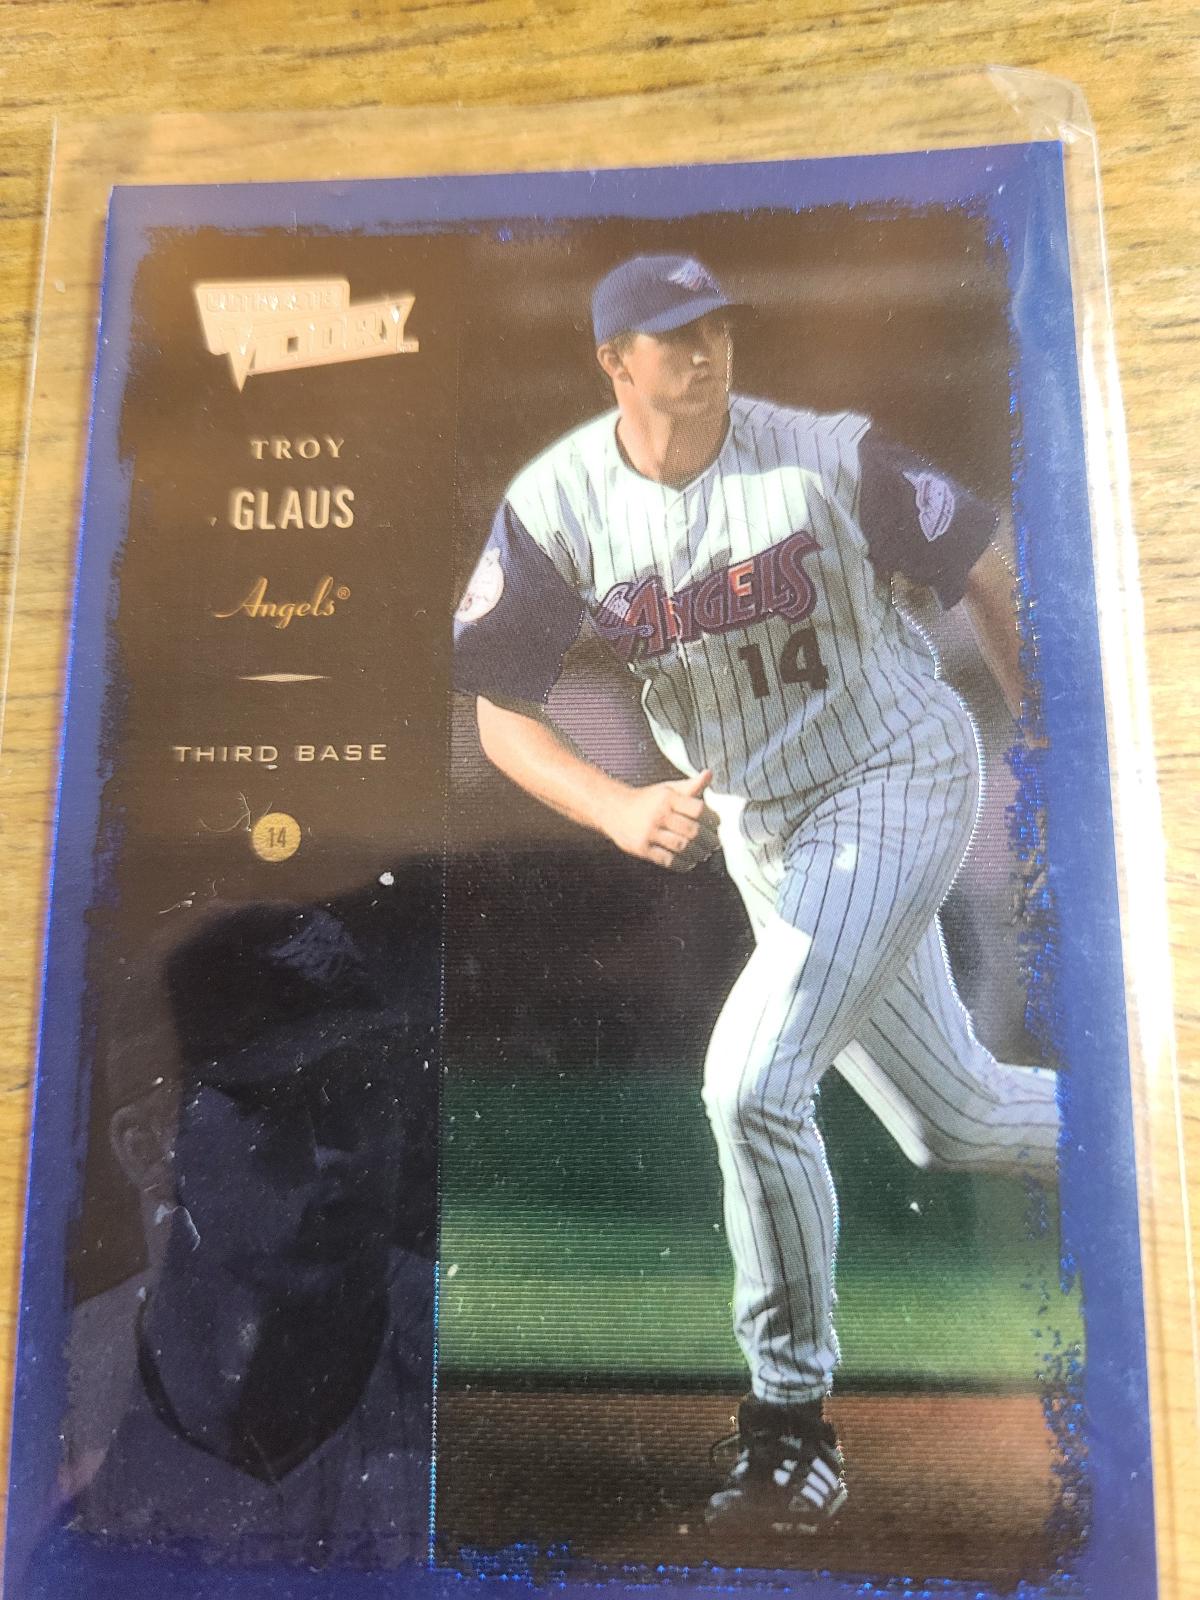 ULTIMATE
VICTORY
TROY
GLAUS
Angels®
THIRD BASE
14
ANGELS
14